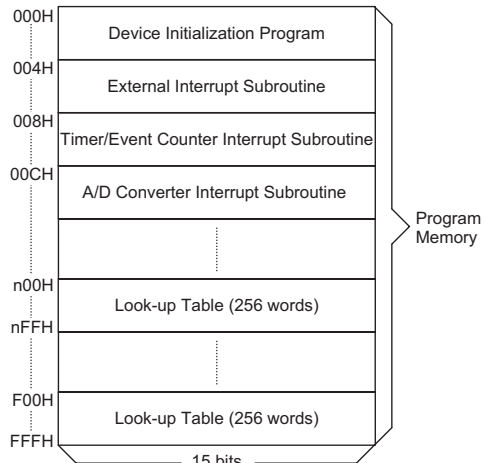 000H
Device Initialization Program
004H
External Interrupt Subroutine
008H
Timer/Event Counter Interrupt Subroutine
00CH
A/D Converter Interrupt Subroutine
Program
Memory
n00H
Look-up Table (256 words)
nFFH
F00H
Look-up Table (256 words)
FFFH
15 bits